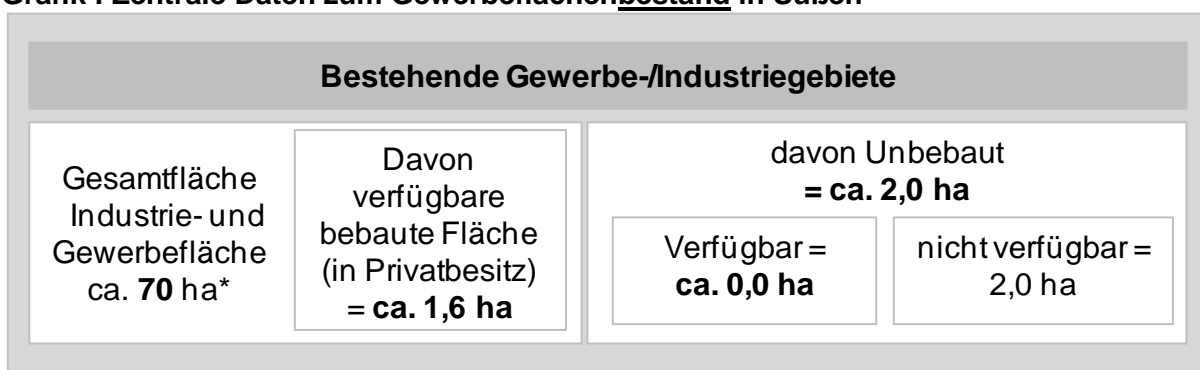 Bestehende Gewerbe-/Industriegebiete
Gesamtfläche
Industrie- und
Gewerbefläche
ca. 70 ha*
Davon
verfügbare
bebaute Fläche
(in Privatbesitz)
= ca. 1,6 ha
davon Unbebaut
= ca. 2,0 ha
Verfügbar =
ca. 0,0 ha
nicht verfügbar =
2,0 ha